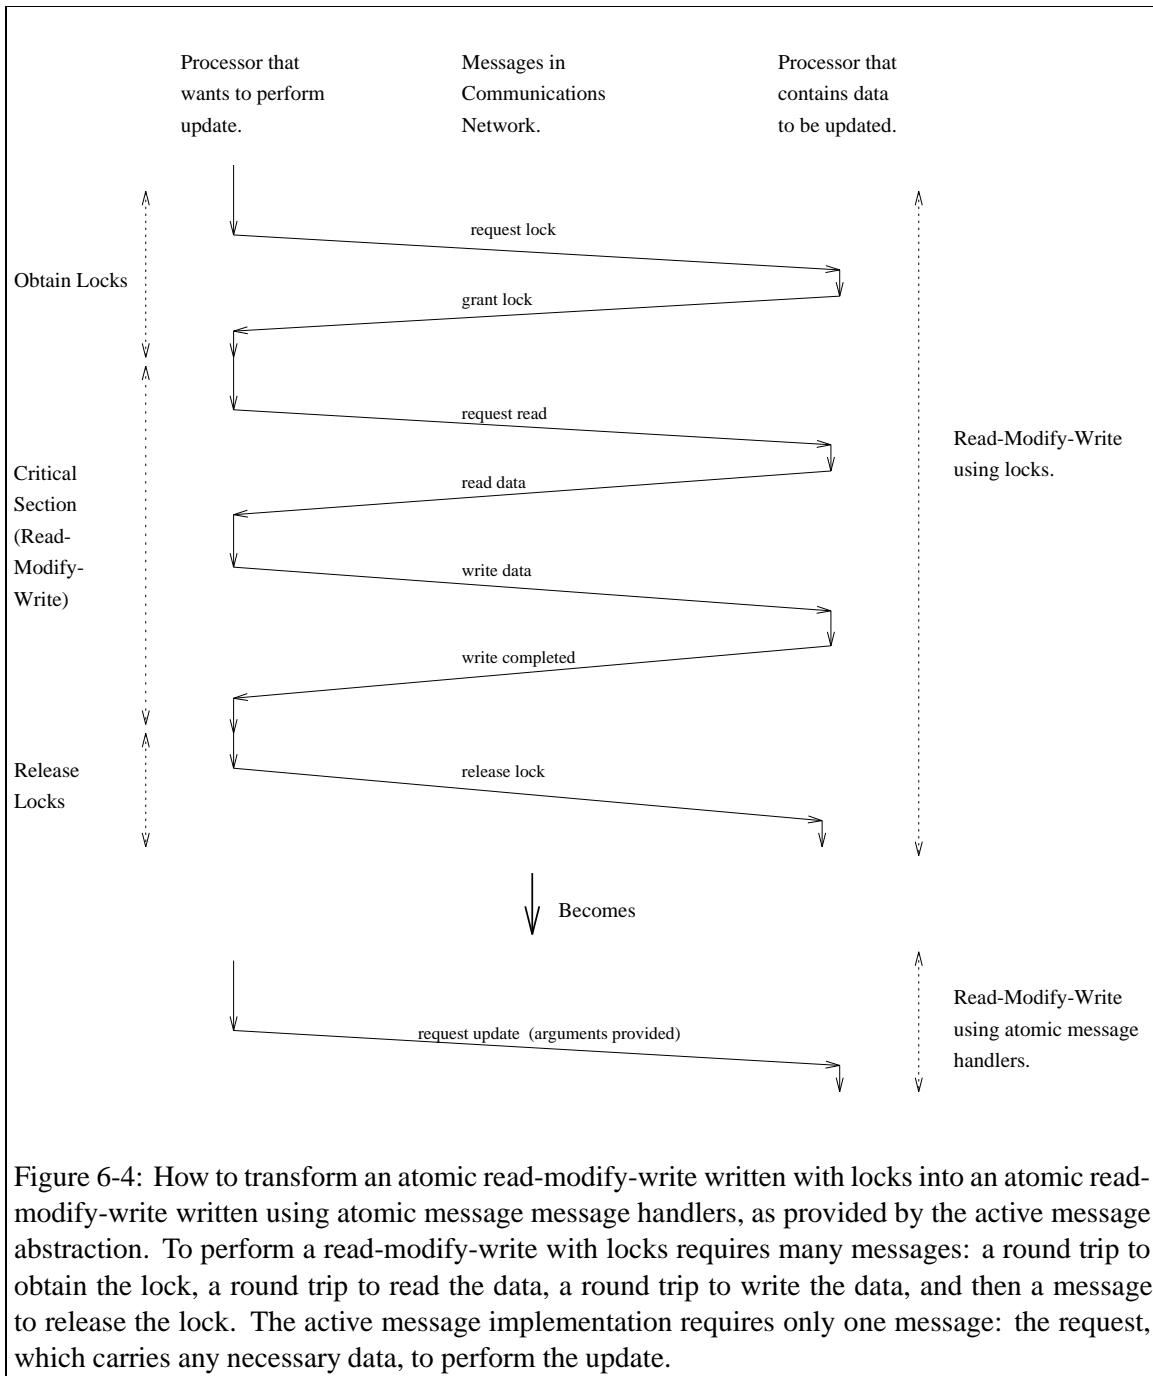 Processor that
wants to perform
update.
Messages in
Communications
Network.
Processor that
contains data
to be updated.
request lock
Obtain Locks
grant lock
request read
Read-Modify-Write
using locks.
Critical
Section
(Read-
Modify-
Write)
read data
write data
write completed
Release
Locks
release lock
Becomes
Read-Modify-Write
using atomic message
handlers.
request update (arguments provided)
Figure 6-4: How to transform an atomic read-modify-write written with locks into an atomic read-
modify-write written using atomic message message handlers, as provided by the active message
abstraction. To perform a read-modify-write with locks requires many messages: a round trip to
obtain the lock, a round trip to read the data, a round trip to write the data, and then a message
to release the lock. The active message implementation requires only one message: the request,
which carries any necessary data, to perform the update.